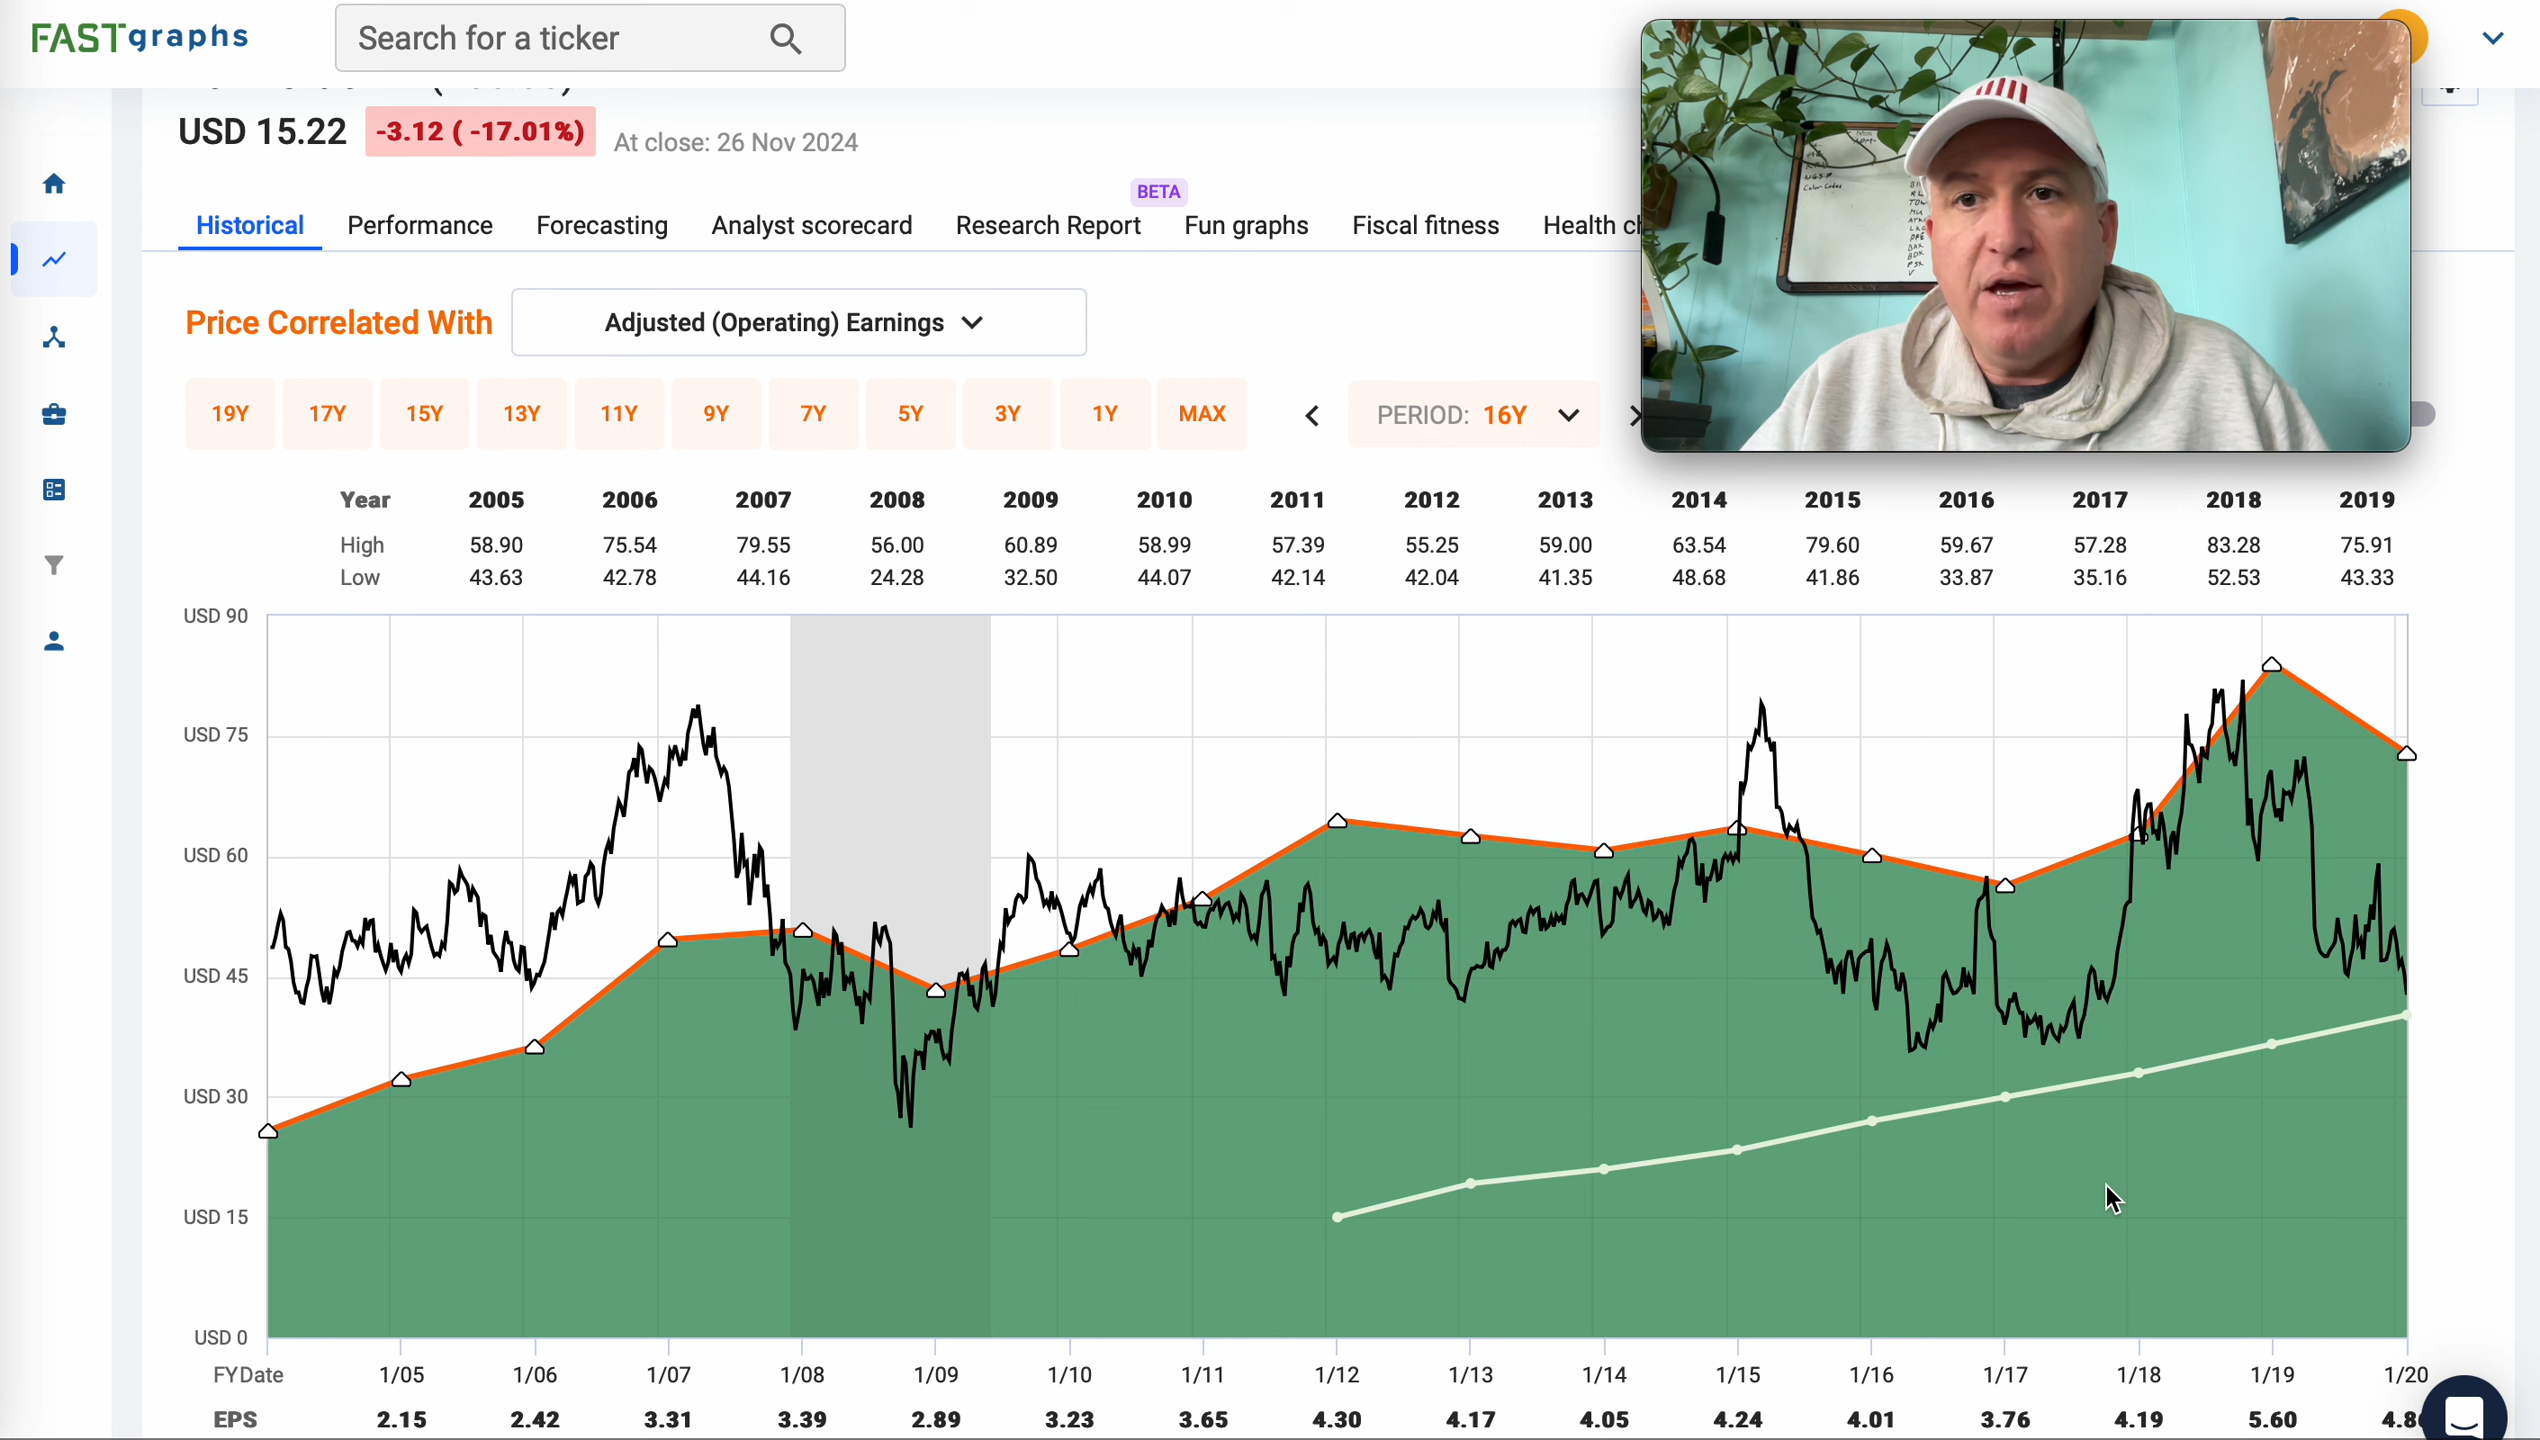 FAST graphs
Search for a ticker
USD 15.22
-3.12 ( -17.01%)
At close: 26 Nov 2024
BETA
Historical
Performance
Forecasting
Analyst scorecard
Research Report
Fun graphs
Fiscal fitness
Health ch
Price Correlated With
Adjusted (Operating) Earnings
19Y 17Y 15Y 13Y 11Y 9Y 7Y 5Y 3Y 1Y MAX
PERIOD: 16Y
Year 2005 2006 2007 2008 2009 2010 2011 2012 2013 2014 2015 2016 2017 2018 2019
High 58.90 75.54 79.55 56.00 60.89 58.99 57.39 55.25 59.00 63.54 79.60 59.67 57.28 83.28 75.91
Low 43.63 42.78 44.16 24.28 32.50 44.07 42.14 42.04 41.35 48.68 41.86 33.87 35.16 52.53 43.33
USD 90
USD 75
USD 60
USD 45
USD 30
USD 15
USD 0
FYDate 1/05 1/06 1/07 1/08 1/09 1/10 1/11 1/12 1/13 1/14 1/15 1/16 1/17 1/18 1/19 1/20
EPS 2.15 2.42 3.31 3.39 2.89 3.23 3.65 4.30 4.17 4.05 4.24 4.01 3.76 4.19 5.60